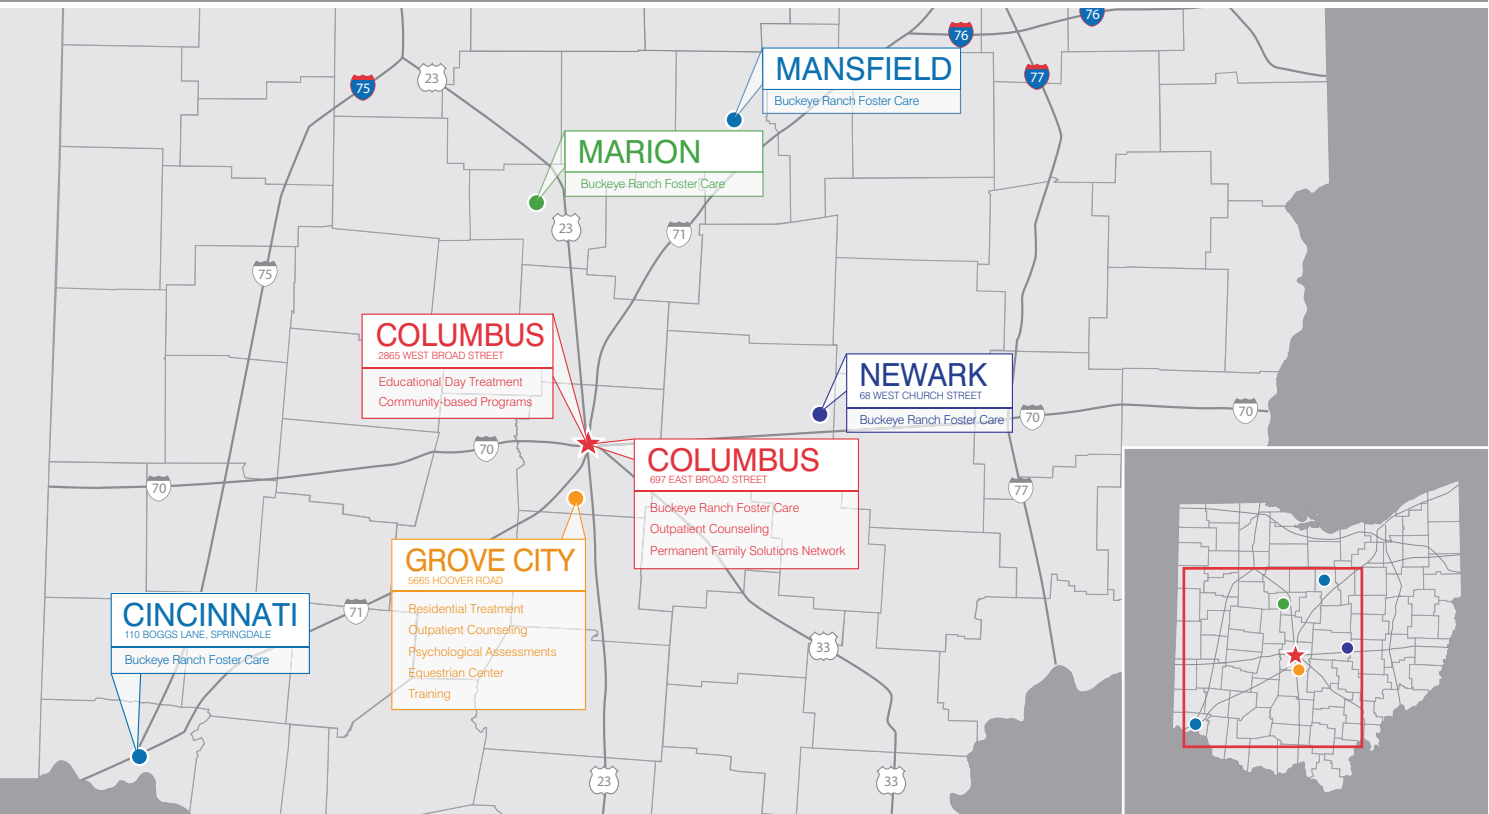 76
76
75
23
77
MANSFIELD
Buckeye Ranch Foster Care
MARION
Buckeye Ranch Foster Care
23
71
75
COLUMBUS
2865 WEST BROAD STREET
Educational Day Treatment
Community-based Programs
NEWARK
68 WEST CHURCH STREET
Buckeye Ranch Foster Care
70
70
70
70
77
COLUMBUS
697 EAST BROAD STREET
Buckeye Ranch Foster Care
Outpatient Counseling
Permanent Family Solutions Network
GROVE CITY
5665 HOOVER ROAD
Residential Treatment
Outpatient Counseling
Psychological Assessments
Equestrian Center
Training
71
CINCINNATI
110 BOGGS LANE, SPRINGDALE
Buckeye Ranch Foster Care
33
23
33